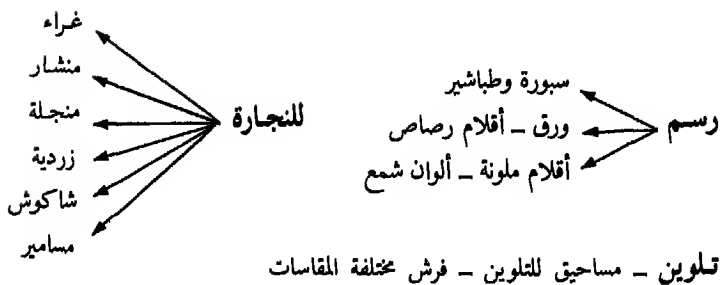 رسم
سبورة وطباشير
ورق – أقلام رصاص
أقلام ملونة – ألوان شمع
للنجارة
غراء
منشار
منجلة
زردية
شاكوش
مسامير
تلوين – مساحيق للتلوين – فرش مختلفة المقاسات